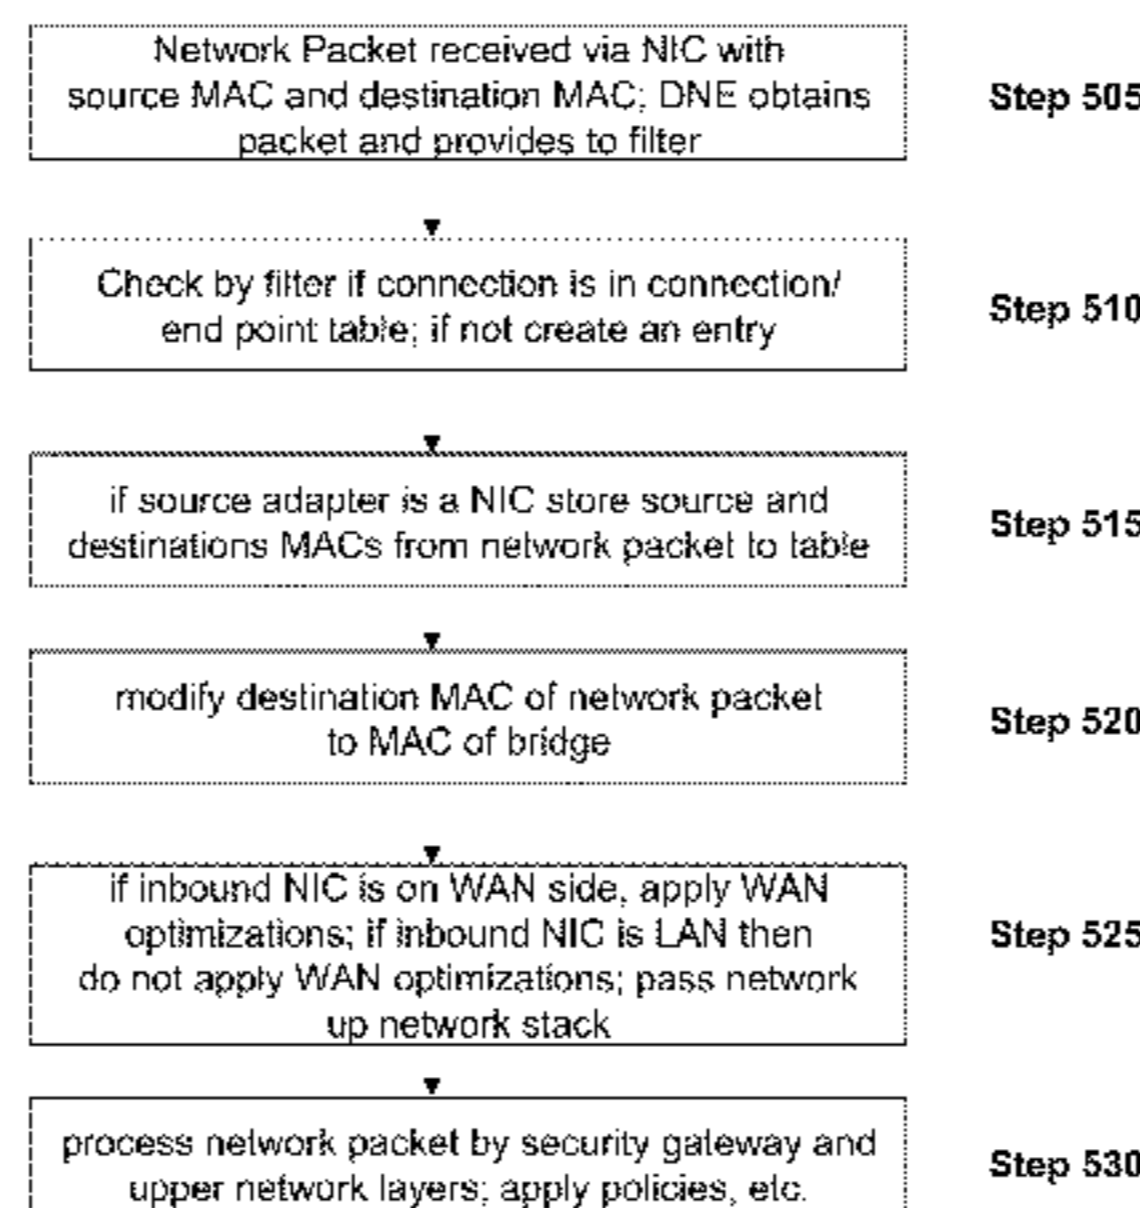 Network Packet received via NIC with
source MAC and destination MAC; DNE obtains
packet and provides to filter
Step 505
Check by filter if connection is in connection/
end point table; if not create an entry
Step 510
if source adapter is a NIC store source and
destinations MACs from network packet to table
Step 515
modify destination MAC of network packet
to MAC of bridge
Step 520
if inbound NIC is on WAN side, apply WAN
optimizations; if inbound NIC is LAN then
do not apply WAN optimizations; pass network
up network stack
Step 525
process network packet by security gateway and
upper network layers; apply policies, etc.
Step 530